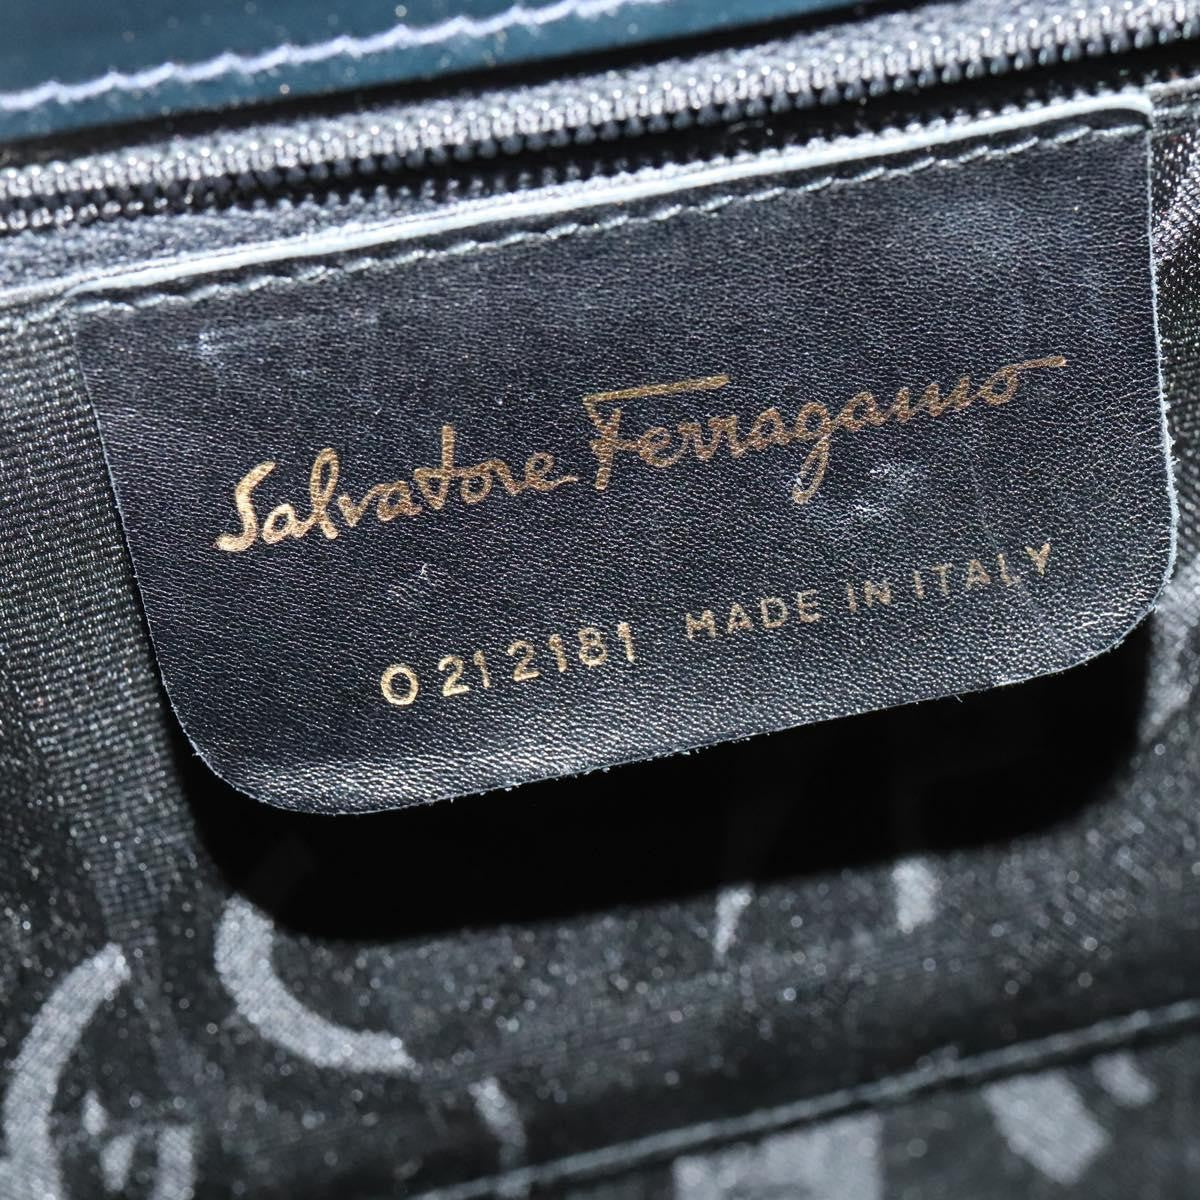 Salvatore Ferragamo
0212181 MADE IN ITALY